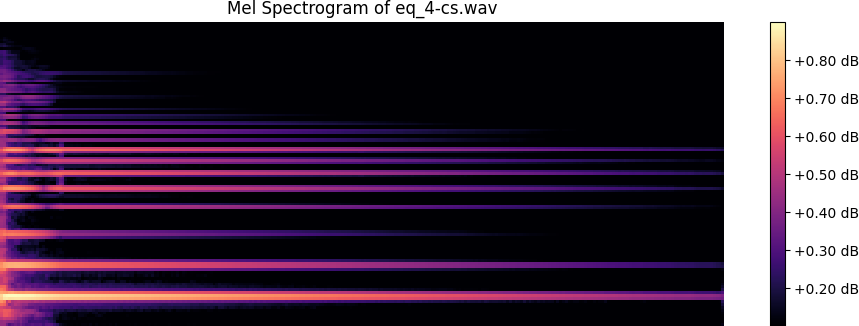 Mel Spectrogram of eq_4-cs.wav
+0.80 dB
+0.70 dB
+0.60 dB
+0.50 dB
+0.40 dB
+0.30 dB
+0.20 dB